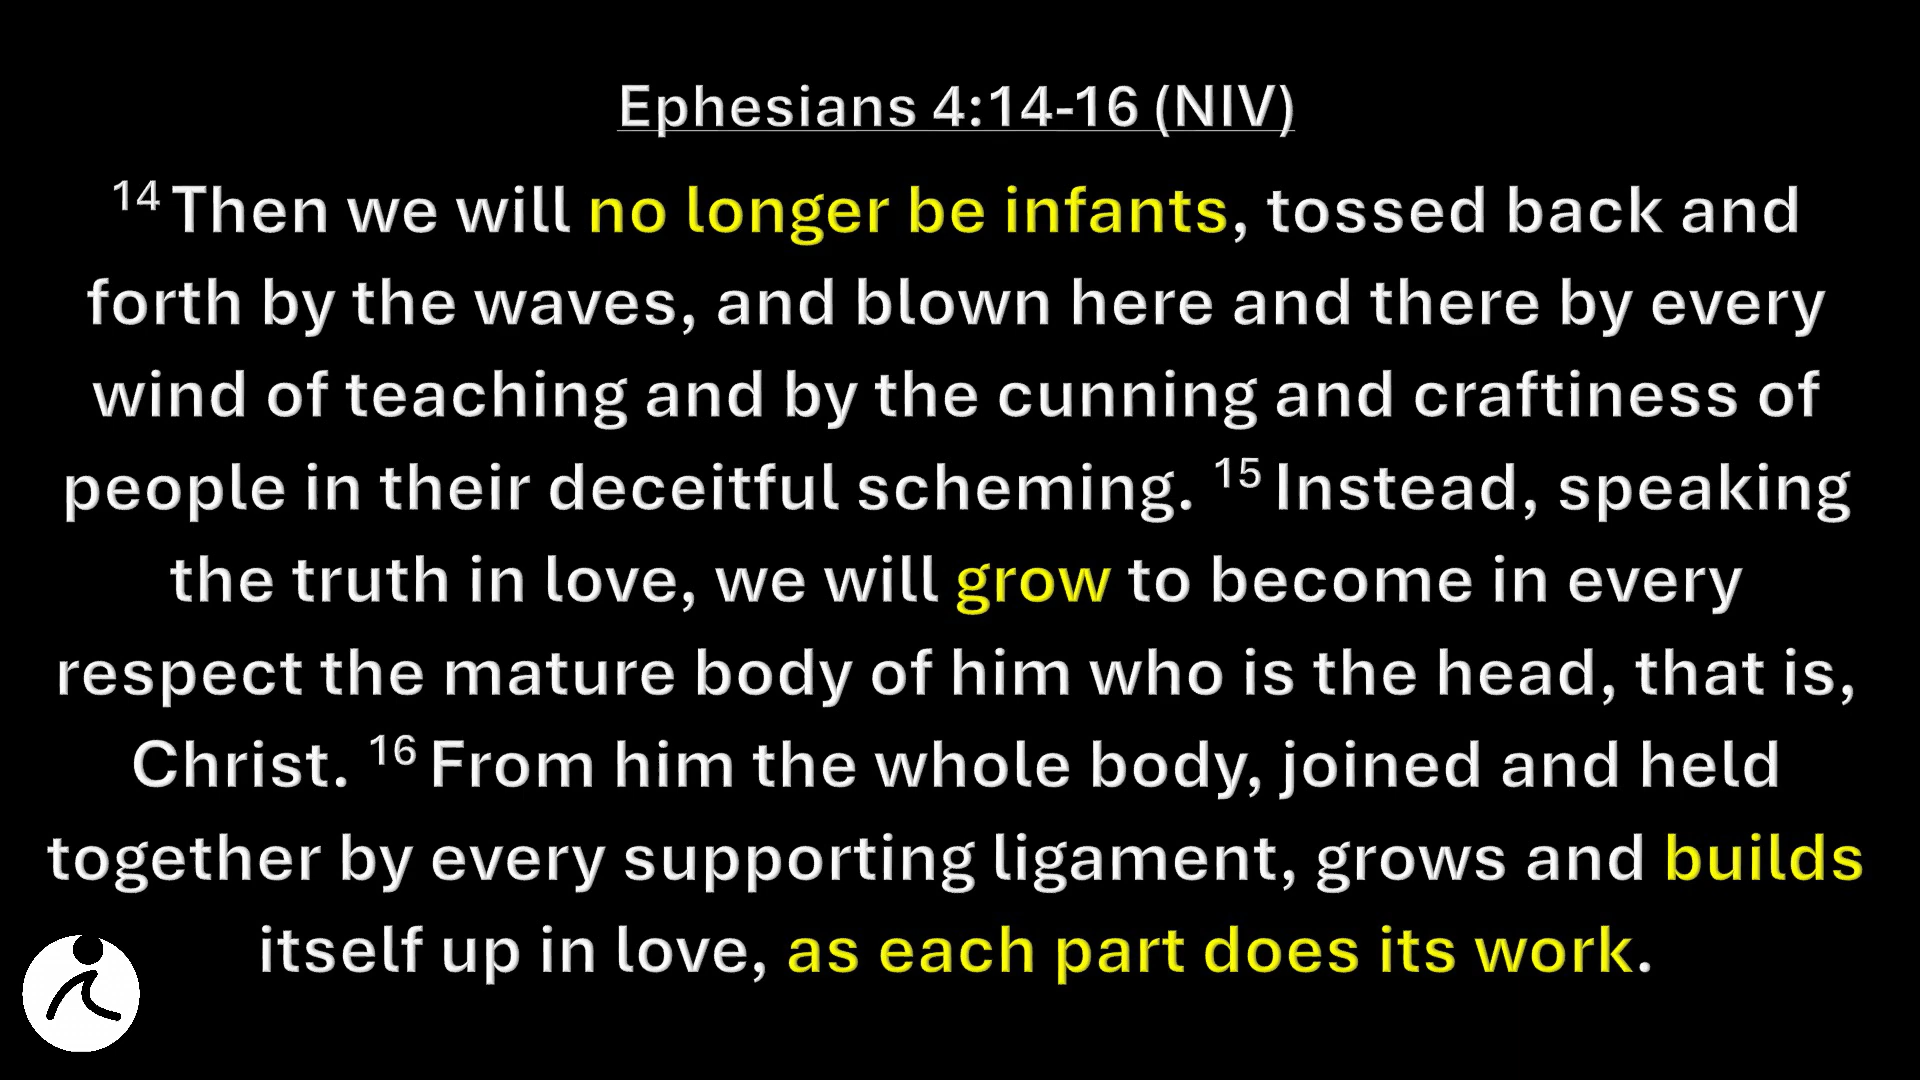 Ephesians 4:14-16 (NIV)
14 Then we will no longer be infants, tossed back and
forth by the waves, and blown here and there by every
wind of teaching and by the cunning and craftiness of
people in their deceitful scheming. 15 Instead, speaking
the truth in love, we will grow to become in every
respect the mature body of him who is the head, that is,
Christ. 16 From him the whole body, joined and held
together by every supporting ligament, grows and builds
itself up in love, as each part does its work.